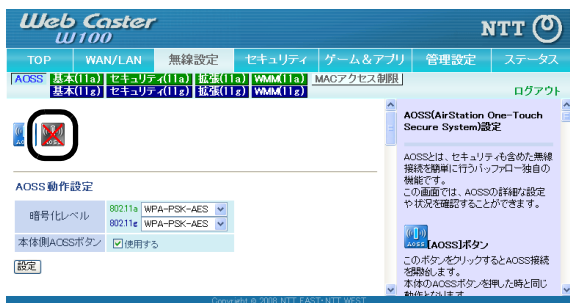 Web Caster
W100
NTT
TOP WAN/LAN 無線設定 セキュリティ ゲーム&アプリ 管理設定 ステータス
AOSS 基本(11a) セキュリティ(11a) 拡張(11a) WMM(11a) MACアクセス制限
基本(11g) セキュリティ(11g) 拡張(11g) WMM(11g)
ログアウト
AOSS動作設定
暗号化レベル
802.11a WPA-PSK-AES
802.11g WPA-PSK-AES
本体側AOSSボタン 使用する
設定
AOSS(AirStation One-Touch
Secure System)設定
AOSSとは、セキュリティも含めた無線
接続を簡単に行うバッファロー独自の
機能です。
この画面では、AOSSの詳細な設定
や状況を確認することができます。
[AOSS]ボタン
このボタンをクリックするとAOSS接続
を開始します。
本体のAOSSボタンを押した時と同じ
動作となります
Copyright © 2008 NTT EAST・NTT WEST